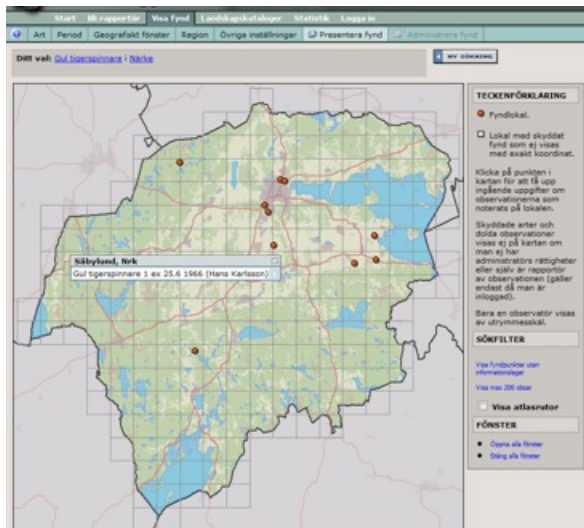 Start Bli rapportör Visa fynd Landskapskataloger Statistik Logga in
Art Period Geografiskt fönster Region Övriga inställningar Presentera fynd Administrera fynd
Ditt val: Gul tigerspinnare i Närke
NY SÖKNING
TECKENFÖRKLARING
Fyndlokal.
Lokal med skyddat
fynd som ej visas
med exakt koordinat.
Klicka på punkten i
kartan för att få upp
ingående uppgifter om
observationerna som
noterats på lokalen.
Skyddade arter och
dolda observationer
visas ej på kartan om
man ej har
administratörs rättigheter
eller själv är rapportör
av observationen (gäller
endast då man är
inloggad).
Bara en observatör visas
av utrymmesskäl.
SÖKFILTER
Visa fyndpunkter utan
informationslager
Visa max 200 obsar
Visa atlasrutor
FÖNSTER
Öppna alla fönster
Stäng alla fönster
Säbylund, Nrk
Gul tigerspinnare 1 ex 25.6 1966 (Hans Karlsson)